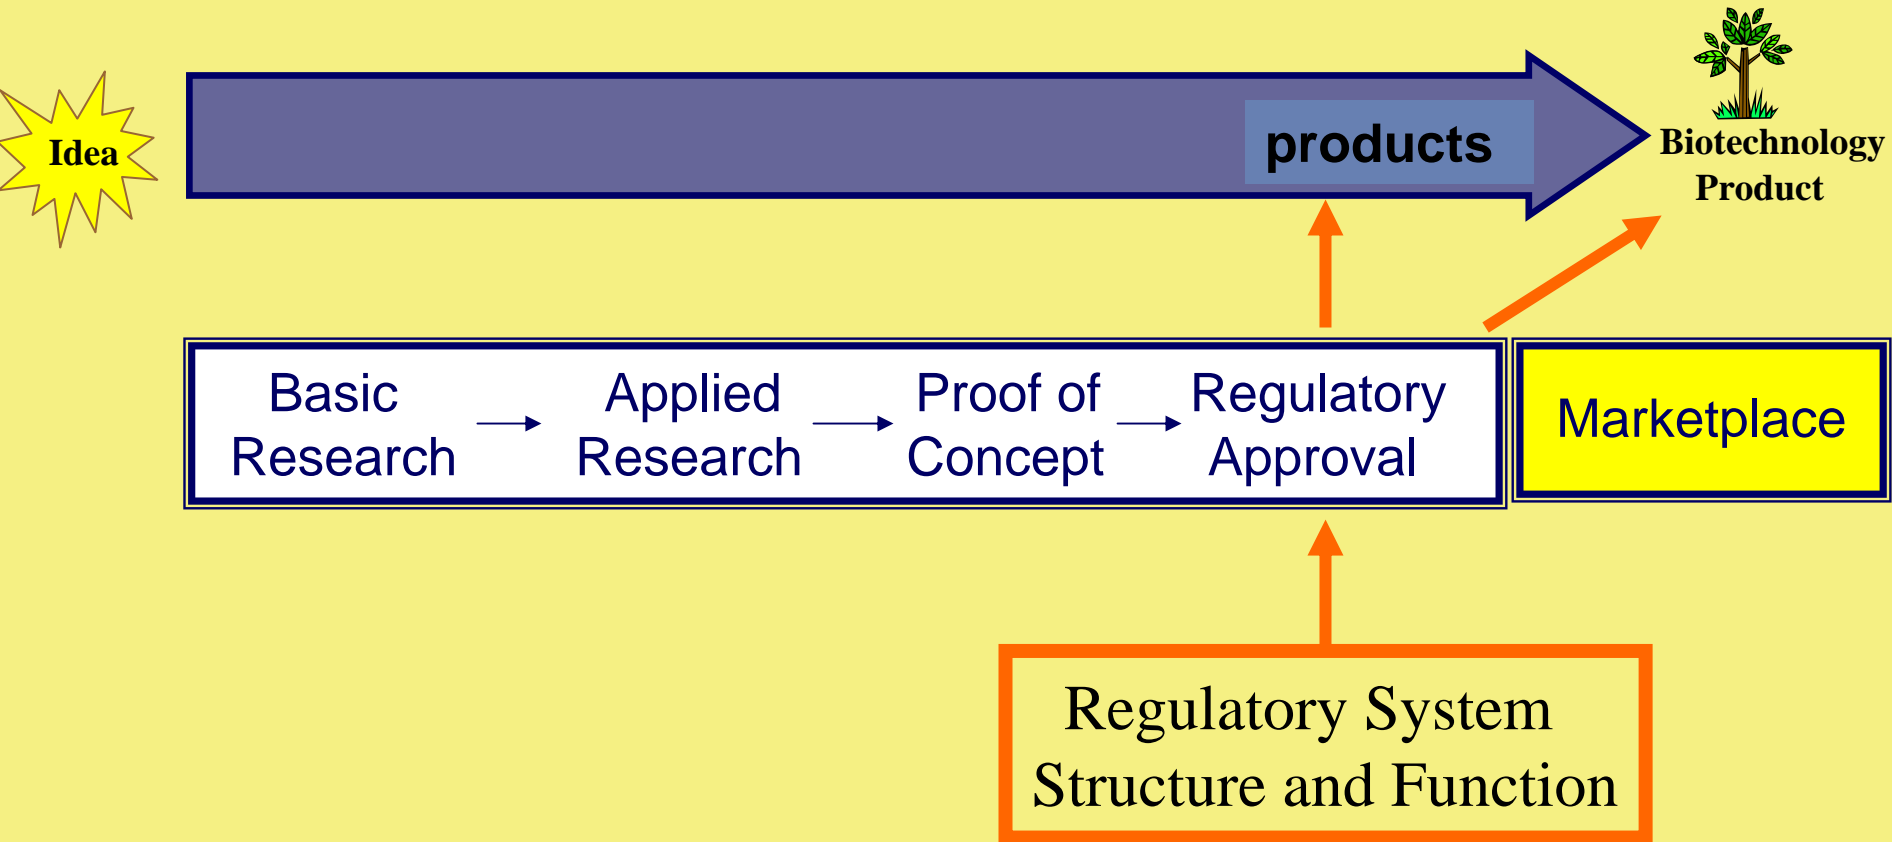 Idea
products
Biotechnology
Product
Basic
Research
Applied
Research
Proof of
Concept
Regulatory
Approval
Marketplace
Regulatory System
Structure and Function